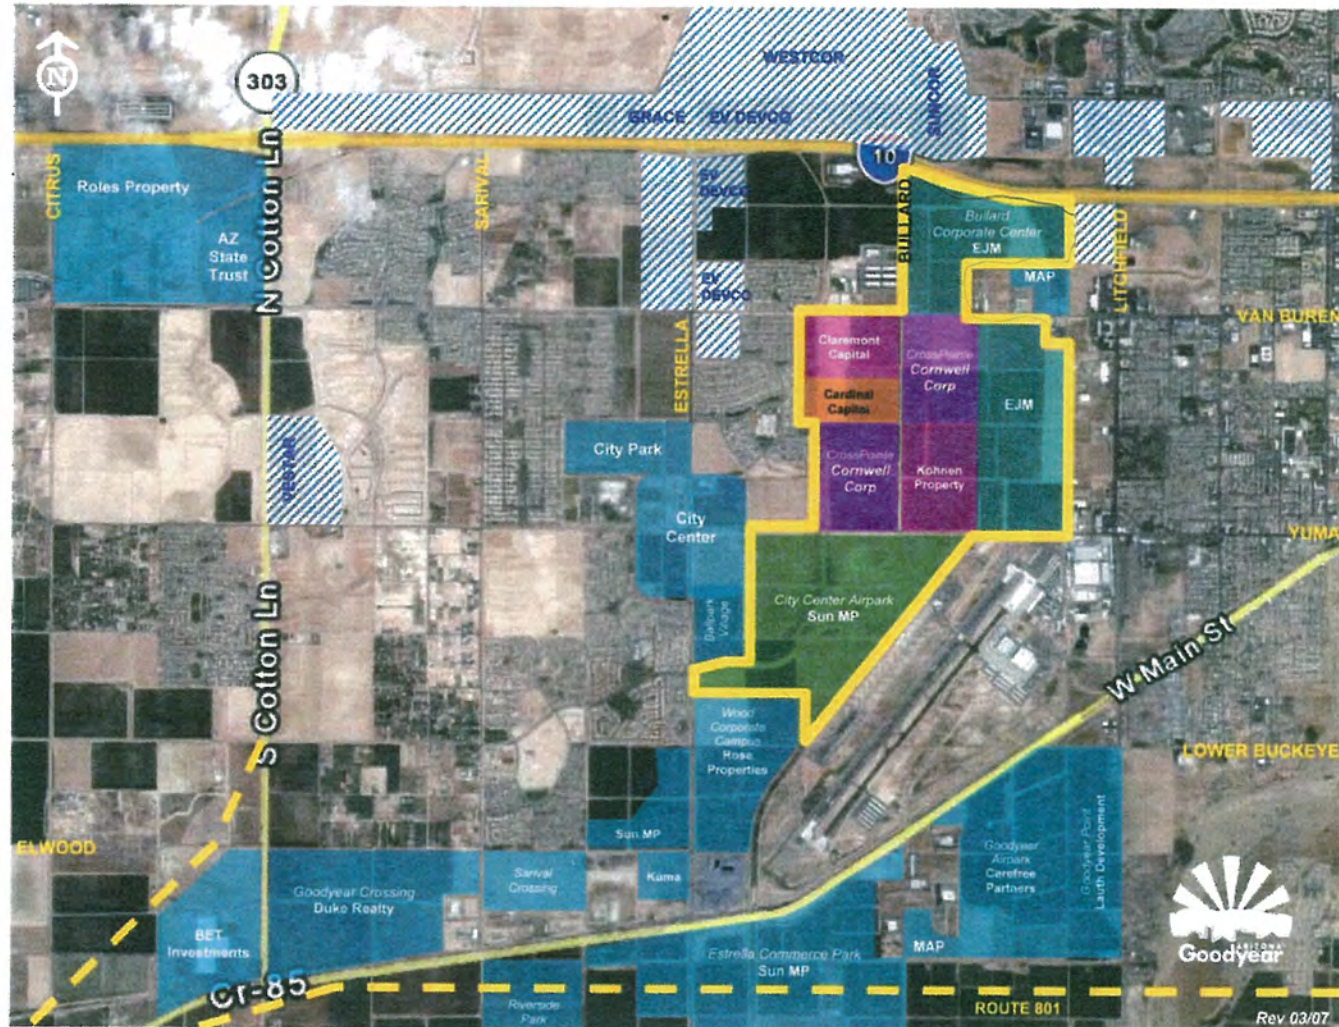 N
303
WESTCOR
SUNCOR
GRACE
EV DEVCO
10
CITRUS
Roles Property
AZ
State
Trust
N Cotton Ln
SARIVAL
EV
DEVCO
BULLARD
Bullard
Corporate Center
EJM
MAP
LITCHFIELD
EV
DEVCO
VAN BUREN
ESTRELLA
Claremont
Capital
CrossPointe
Cornwell
Corp
Cardinal
Capitol
EJM
City Park
VESTAR
CrossPointe
Cornwell
Corp
Kohnen
Property
City
Center
YUMA
City Center Airpark
Sun MP
Ballpark
Village
S Cotton Ln
W Main St
Wood
Corporate
Campus
Rose
Properties
LOWER BUCKEYE
Sun MP
ELWOOD
Goodyear Crossing
Duke Realty
Sarival
Crossing
Kuma
Goodyear
Airpark
Carefree
Partners
Goodyear Point
Lauth Development
BET
Investments
Estrella Commerce Park
Sun MP
MAP
ARIZONA
Goodyear
Cr-85
Riverside
Park
ROUTE 801
Rev 03/07